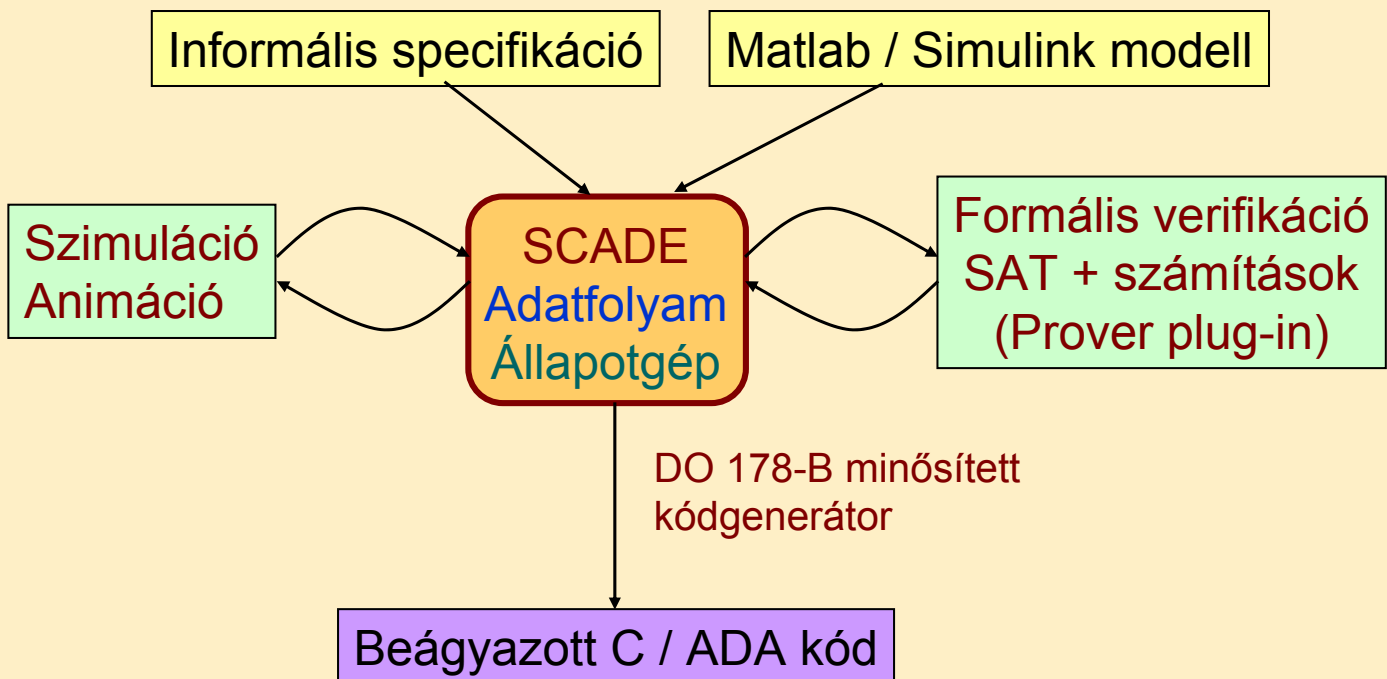 Informális specifikáció
Matlab / Simulink modell
Szimuláció
Animáció
SCADE
Adatfolyam
Állapotgép
Formális verifikáció
SAT + számítások
(Prover plug-in)
DO 178-B minősített
kódgenerátor
Beágyazott C / ADA kód